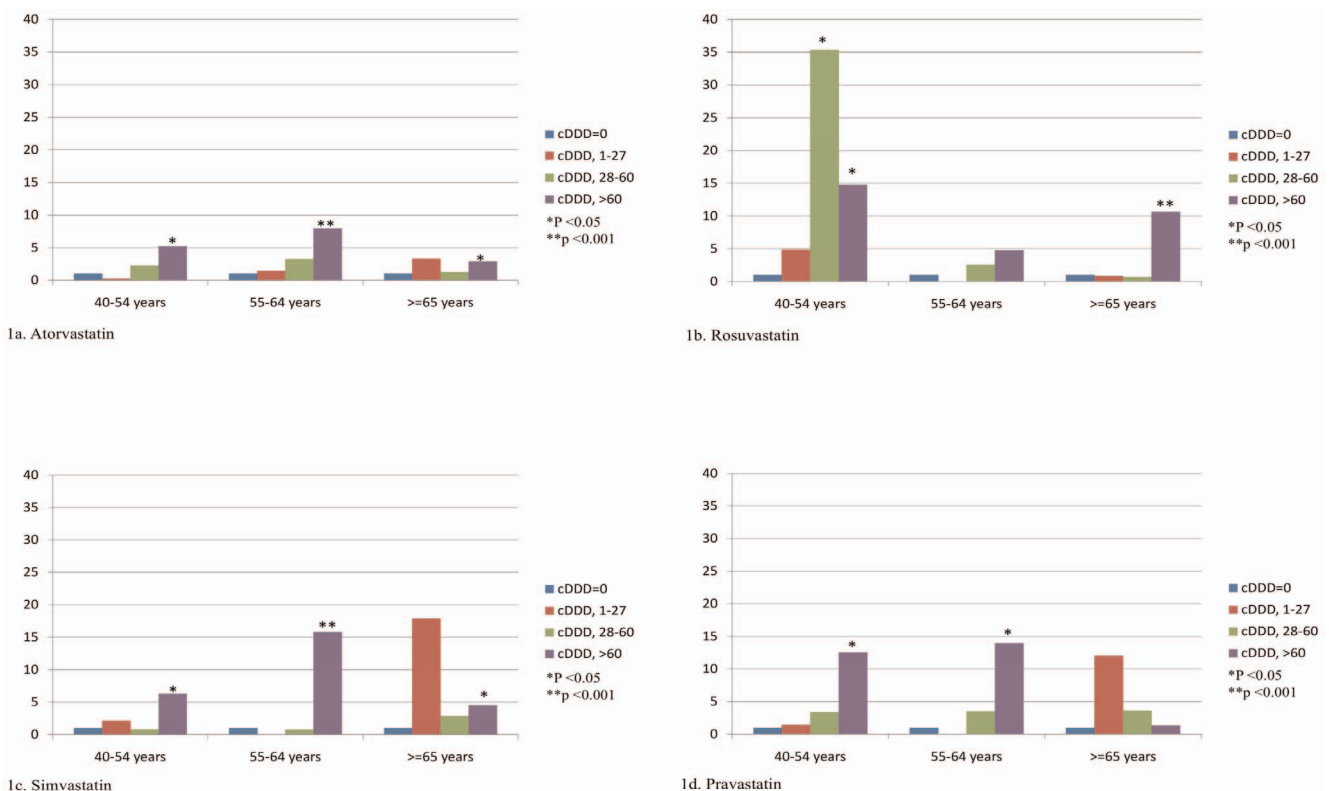 40
35
30
25
20
15
10
5
0
*
**
*
40-54 years 55-64 years >=65 years
cDDD=0
cDDD, 1-27
cDDD, 28-60
cDDD, >60
*P <0.05
**p <0.001
1a. Atorvastatin
40
35
30
25
20
15
10
5
0
*
*
**
40-54 years 55-64 years >=65 years
cDDD=0
cDDD, 1-27
cDDD, 28-60
cDDD, >60
*P <0.05
**p <0.001
1b. Rosuvastatin
40
35
30
25
20
15
10
5
0
*
**
*
40-54 years 55-64 years >=65 years
cDDD=0
cDDD, 1-27
cDDD, 28-60
cDDD, >60
*P <0.05
**p <0.001
1c. Simvastatin
40
35
30
25
20
15
10
5
0
*
*
40-54 years 55-64 years >=65 years
cDDD=0
cDDD, 1-27
cDDD, 28-60
cDDD, >60
*P <0.05
**p <0.001
1d. Pravastatin